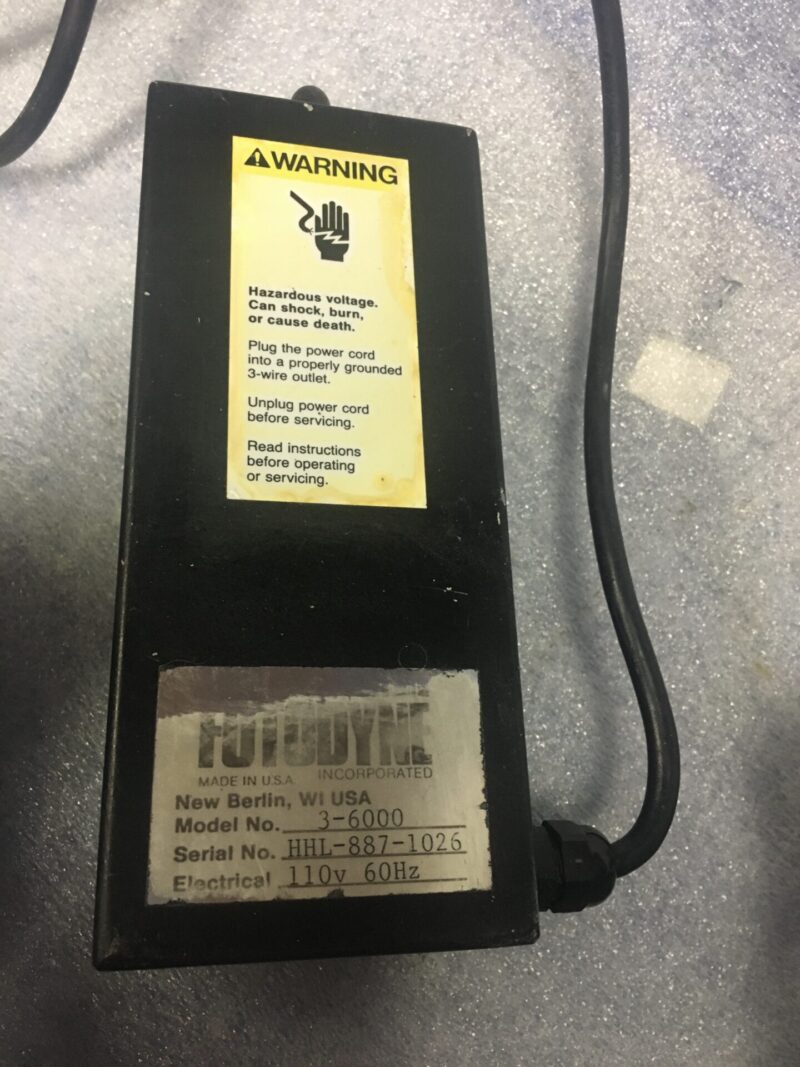 WARNING
Hazardous voltage.
Can shock, burn,
or cause death.
Plug the power cord
into a properly grounded
3-wire outlet.
Unplug power cord
before servicing.
Read instructions
before operating
or servicing.
FOTODYNE
MADE IN U.S.A. INCORPORATED
New Berlin, WI USA
Model No. 3-6000
Serial No. HHL-887-1026
Electrical 110v 60Hz